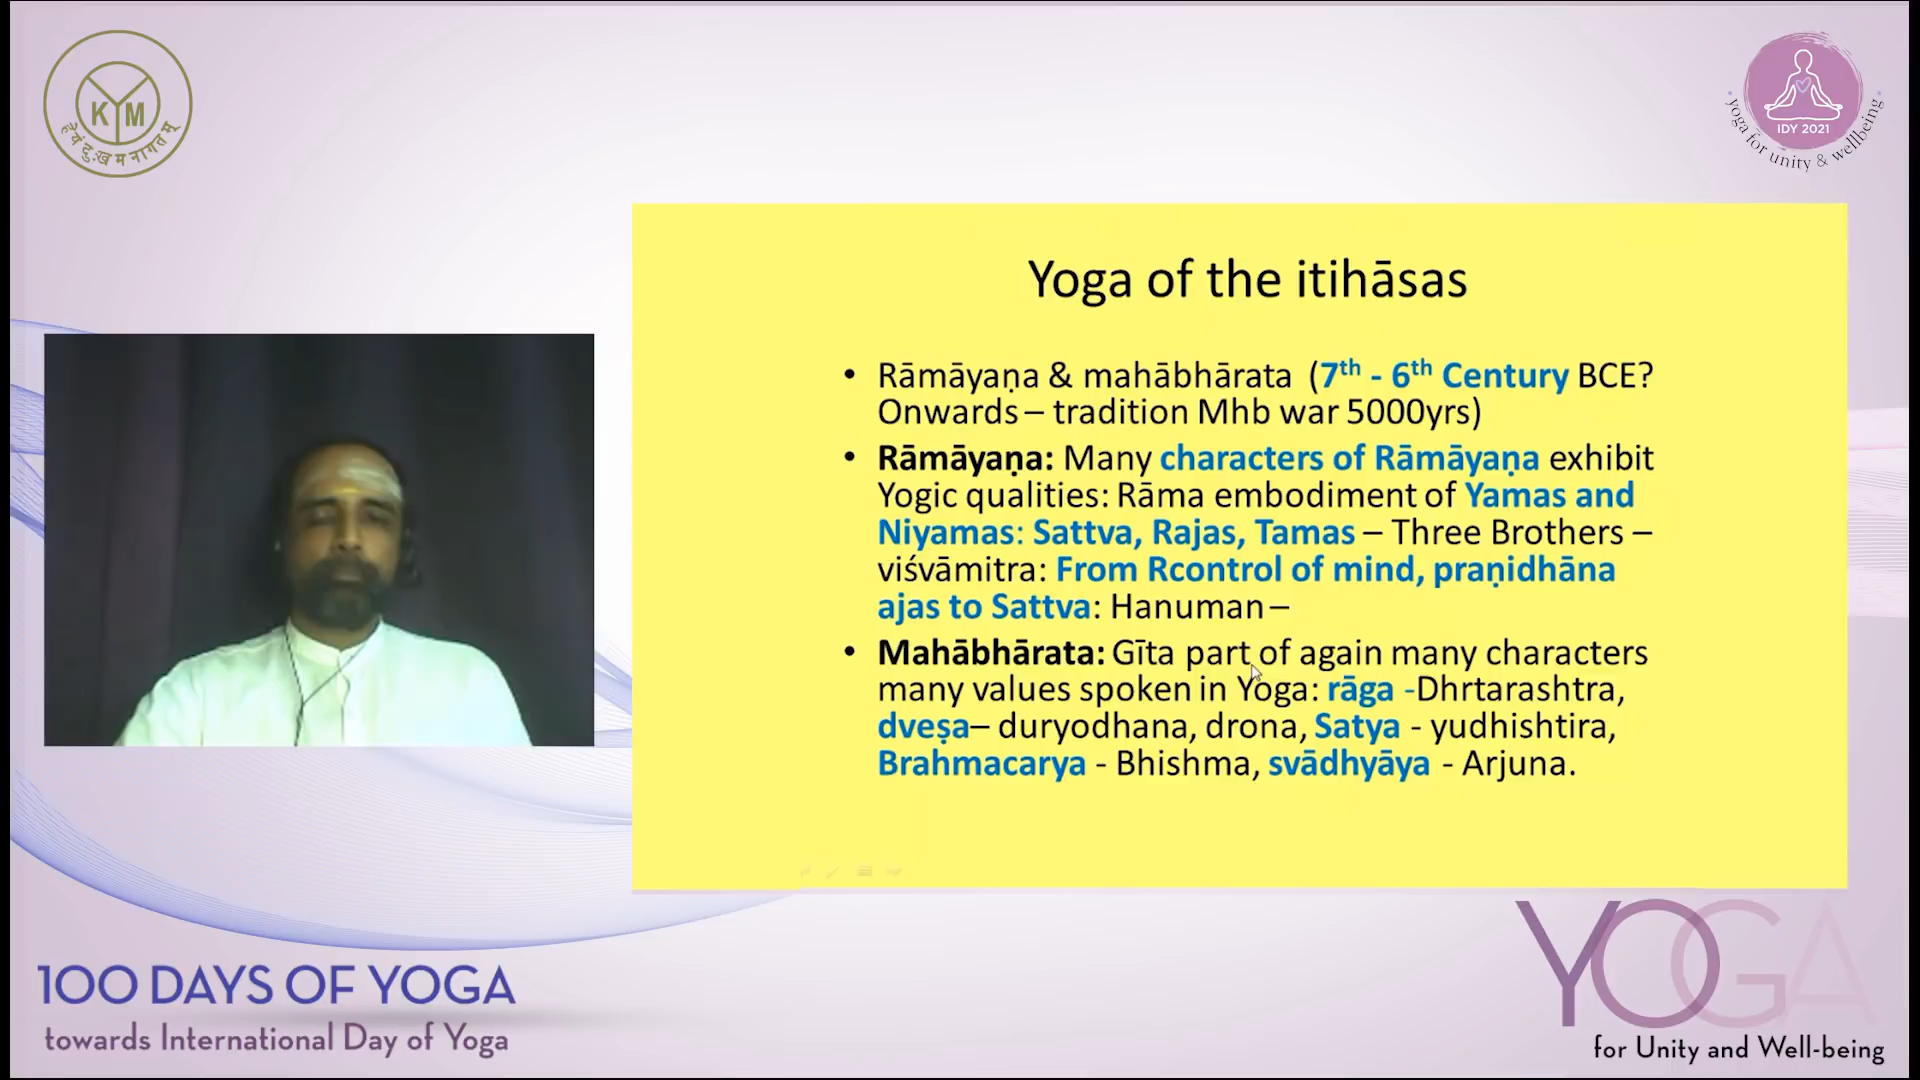 KYM
हेयं दुःखमनागतम्
IDY 2021
yoga for unity & wellbeing
Yoga of the itihāsas
• Rāmāyaṇa & mahābhārata (7th - 6th Century BCE?
Onwards – tradition Mhb war 5000yrs)
• Rāmāyaṇa: Many characters of Rāmāyaṇa exhibit
Yogic qualities: Rāma embodiment of Yamas and
Niyamas: Sattva, Rajas, Tamas – Three Brothers –
viśvāmitra: From Rcontrol of mind, praṇidhāna
ajas to Sattva: Hanuman –
• Mahābhārata: Gīta part of again many characters
many values spoken in Yoga: rāga -Dhrtarashtra,
dveṣa– duryodhana, drona, Satya - yudhishtira,
Brahmacarya - Bhishma, svādhyāya - Arjuna.
100 DAYS OF YOGA
towards International Day of Yoga
YOGA
for Unity and Well-being